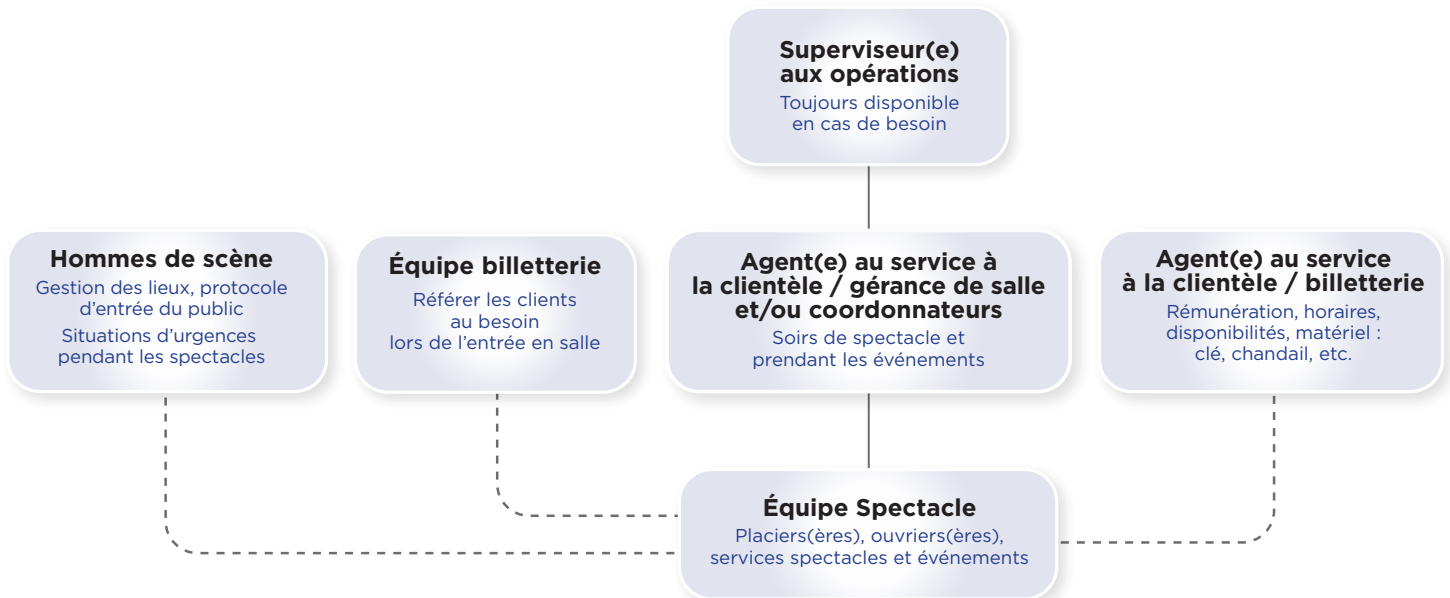 Superviseur(e)
aux opérations
Toujours disponible
en cas de besoin
Hommes de scène
Gestion des lieux, protocole
d'entrée du public
Situations d'urgences
pendant les spectacles
Équipe billetterie
Référer les clients
au besoin
lors de l'entrée en salle
Agent(e) au service à
la clientèle / gérance de salle
et/ou coordonnateurs
Soirs de spectacle et
prendant les événements
Agent(e) au service
à la clientèle / billetterie
Rémunération, horaires,
disponibilités, matériel :
clé, chandail, etc.
Équipe Spectacle
Placiers(ères), ouvriers(ères),
services spectacles et événements